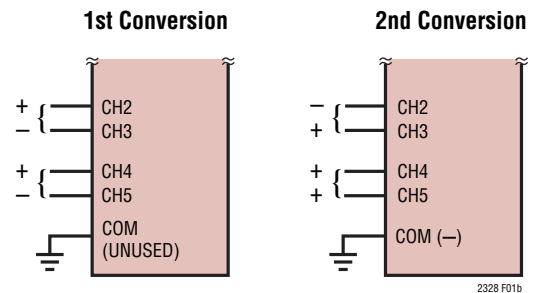 1st Conversion
2nd Conversion
+ { CH2
– CH3
+ { CH4
– CH5
COM
(UNUSED)
– { CH2
+ CH3
+ { CH4
+ CH5
COM (–)
2328 F01b